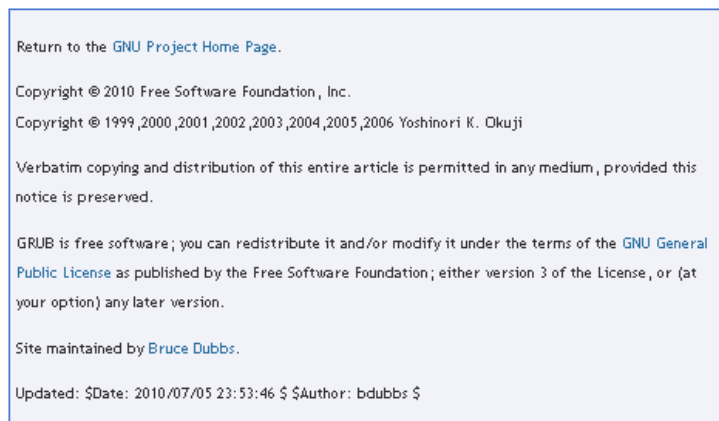 Return to the GNU Project Home Page.
Copyright © 2010 Free Software Foundation, Inc.
Copyright © 1999,2000,2001,2002,2003,2004,2005,2006 Yoshinori K. Okuji
Verbatim copying and distribution of this entire article is permitted in any medium, provided this
notice is preserved.
GRUB is free software; you can redistribute it and/or modify it under the terms of the GNU General
Public License as published by the Free Software Foundation; either version 3 of the License, or (at
your option) any later version.
Site maintained by Bruce Dubbs.
Updated: $Date: 2010/07/05 23:53:46 $ $Author: bdubbs $